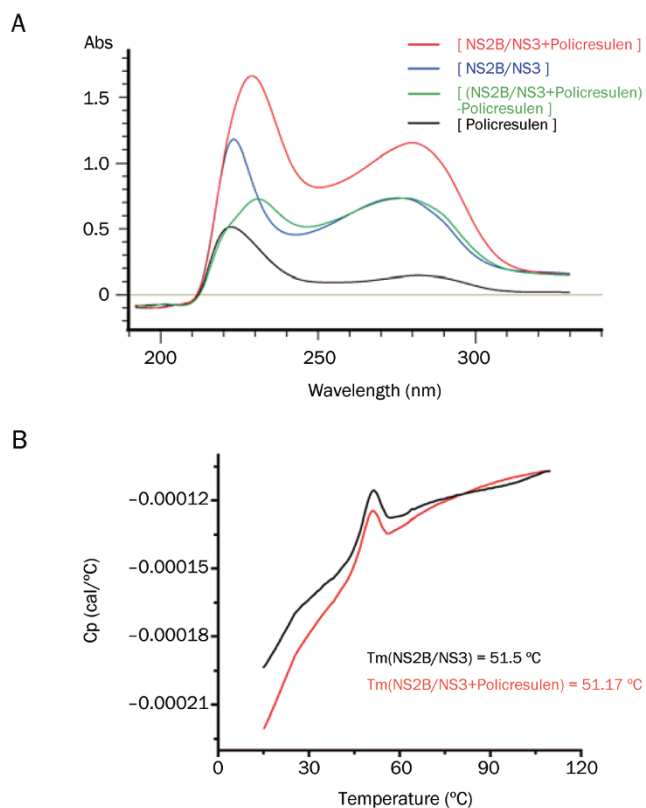 A
Abs
[ NS2B/NS3+Policresulen ]
[ NS2B/NS3 ]
[ (NS2B/NS3+Policresulen)
-Policresulen ]
[ Policresulen ]
1.5
1.0
0.5
0
200 250 300
Wavelength (nm)
B
−0.00012
−0.00015
−0.00018
−0.00021
Cp (cal/ºC)
Tm(NS2B/NS3) = 51.5 ºC
Tm(NS2B/NS3+Policresulen) = 51.17 ºC
0 30 60 90 120
Temperature (ºC)